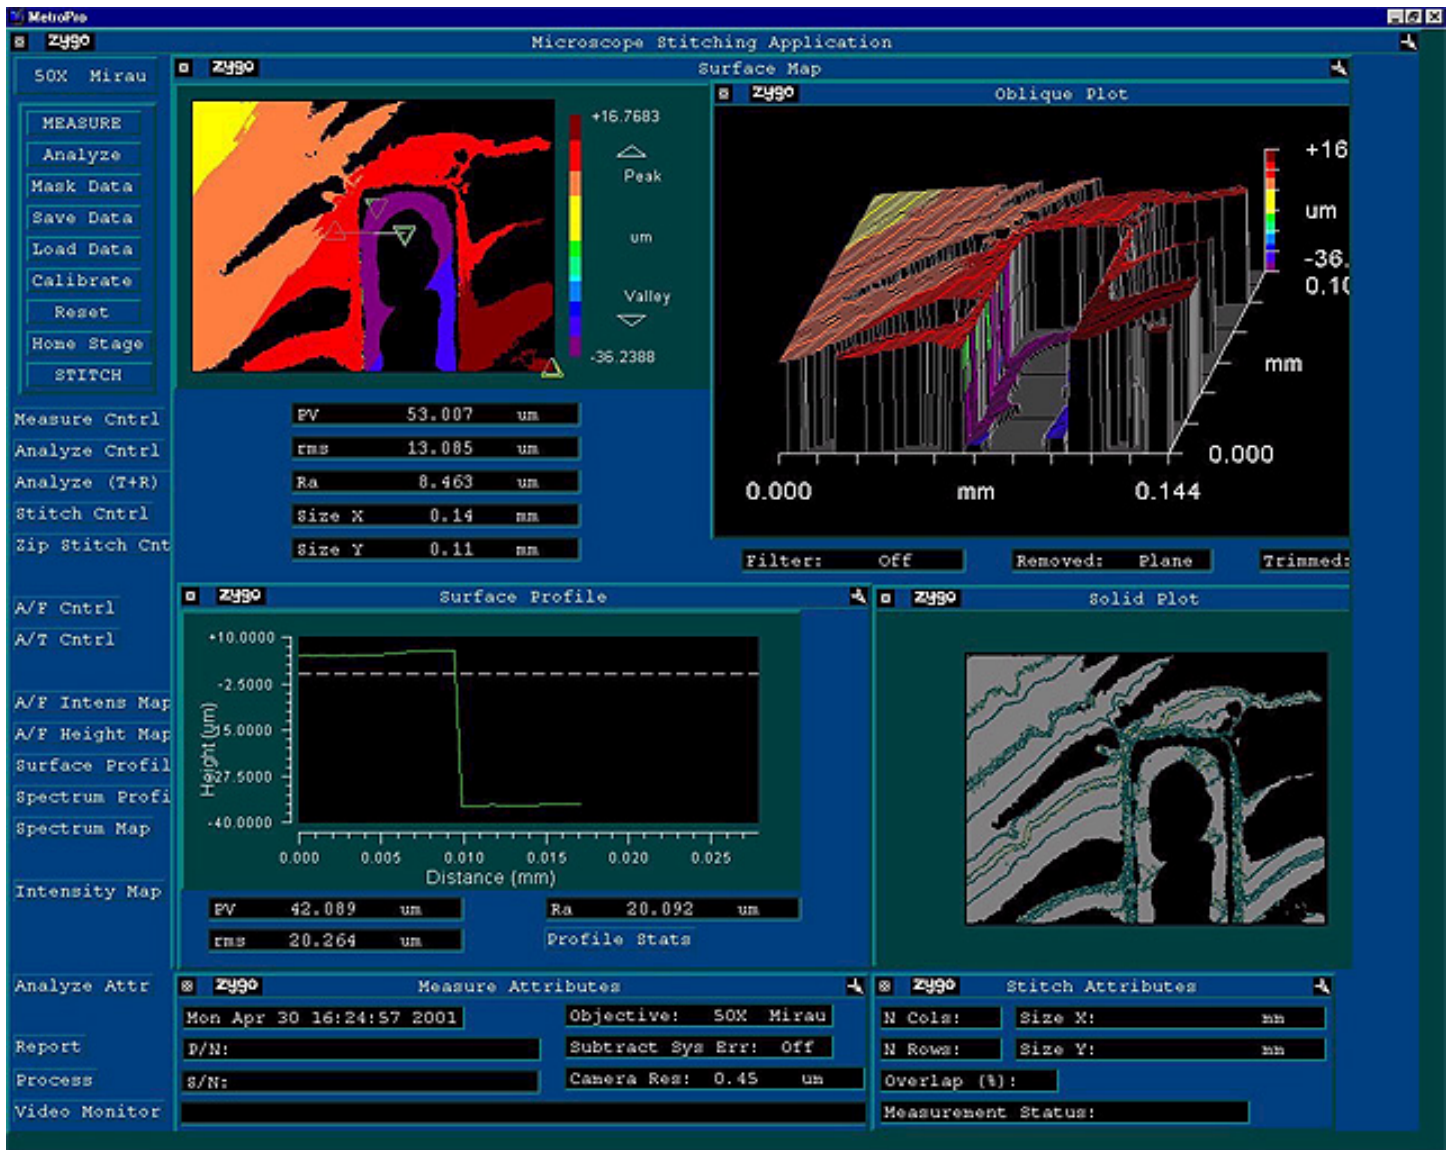 MetroPro
zygo Microscope Stitching Application
50X Mirau
MEASURE
Analyze
Mask Data
Save Data
Load Data
Calibrate
Reset
Home Stage
STITCH
Measure Cntrl
Analyze Cntrl
Analyze (T+R)
Stitch Cntrl
Zip Stitch Cnt
A/F Cntrl
A/T Cntrl
A/F Intens Map
A/F Height Map
Surface Profil
Spectrum Profi
Spectrum Map
Intensity Map
Analyze Attr
Report
Process
Video Monitor
zygo Surface Map
+16.7683
Peak
um
Valley
-36.2388
PV 53.007 um
rms 13.085 um
Ra 8.463 um
Size X 0.14 mm
Size Y 0.11 mm
zygo Oblique Plot
+16
um
-36.
0.10
mm
0.000
0.000 mm 0.144
Filter: Off Removed: Plane Trimmed:
zygo Surface Profile
+10.0000
-2.5000
-15.0000
-27.5000
-40.0000
Height (um)
0.000 0.005 0.010 0.015 0.020 0.025
Distance (mm)
PV 42.089 um Ra 20.092 um
rms 20.264 um Profile Stats
zygo Solid Plot
zygo Measure Attributes
Mon Apr 30 16:24:57 2001 Objective: 50X Mirau
P/N: Subtract Sys Err: Off
S/N: Camera Res: 0.45 um
zygo Stitch Attributes
N Cols: Size X: mm
N Rows: Size Y: mm
Overlap (%):
Measurement Status: